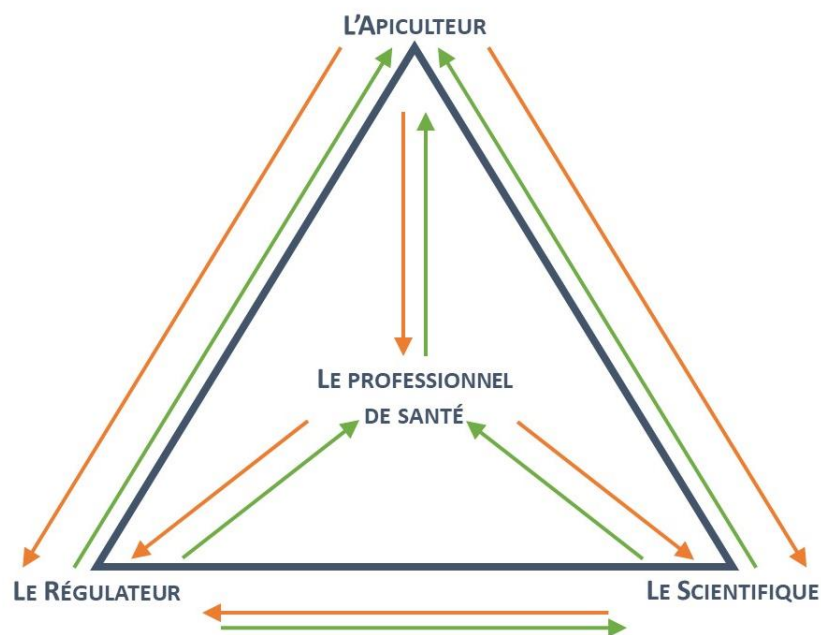 L'APICULTEUR
LE PROFESSIONNEL
DE SANTÉ
LE RÉGULATEUR
LE SCIENTIFIQUE